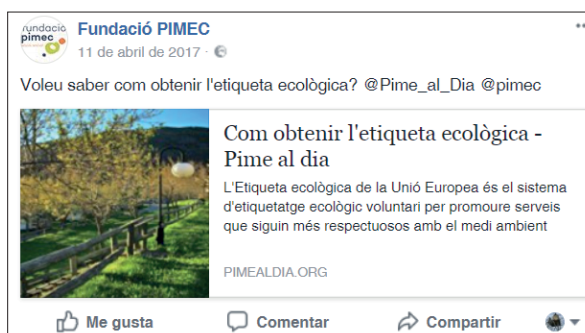 fundació
pimec
Fundació PIMEC
11 de abril de 2017 ·
Voleu saber com obtenir l'etiqueta ecològica? @Pime_al_Dia @pimec
Com obtenir l'etiqueta ecològica -
Pime al dia
L'Etiqueta ecològica de la Unió Europea és el sistema
d'etiquetatge ecològic voluntari per promoure serveis
que siguin més respectuosos amb el medi ambient
PIMEALDIA.ORG
Me gusta
Comentar
Compartir